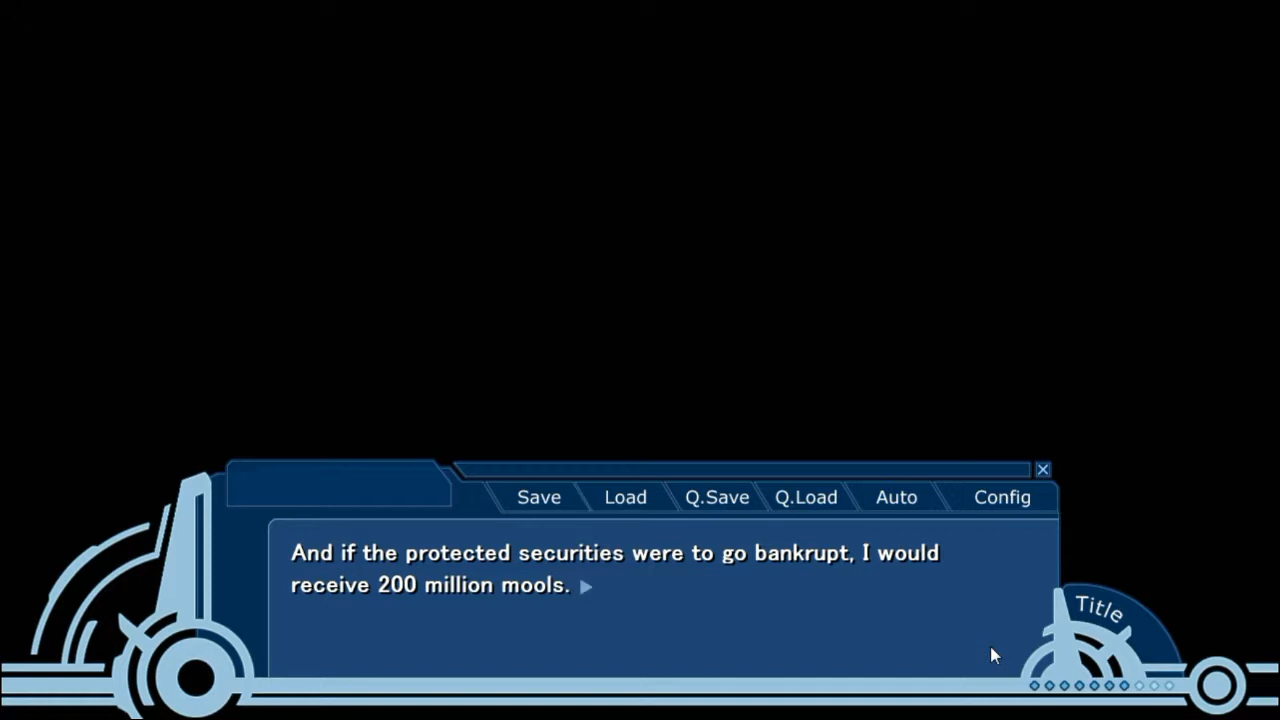 Save Load Q.Save Q.Load Auto Config
And if the protected securities were to go bankrupt, I would
receive 200 million mools.
Title